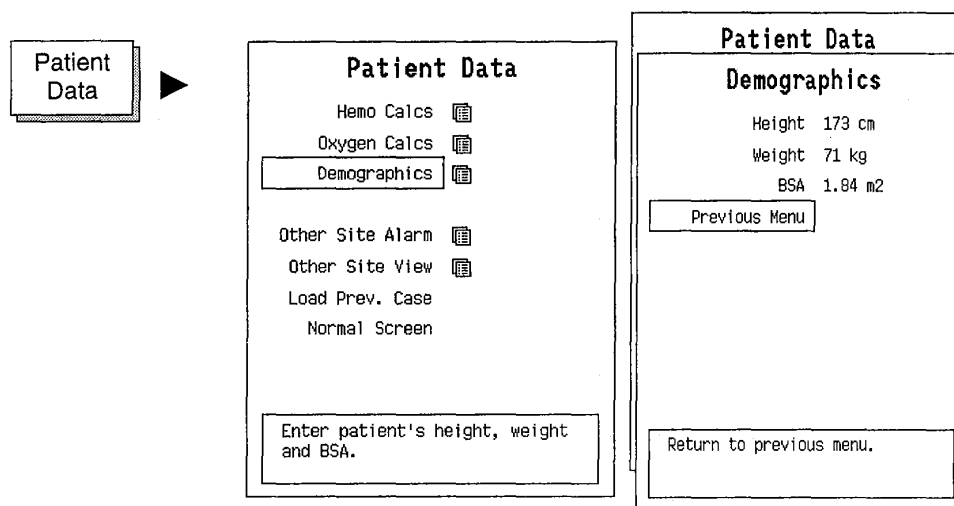 Patient
Data
Patient Data
Hemo Calcs
Oxygen Calcs
Demographics
Other Site Alarm
Other Site View
Load Prev. Case
Normal Screen
Enter patient's height, weight
and BSA.
Patient Data
Demographics
Height 173 cm
Weight 71 kg
BSA 1.84 m2
Previous Menu
Return to previous menu.